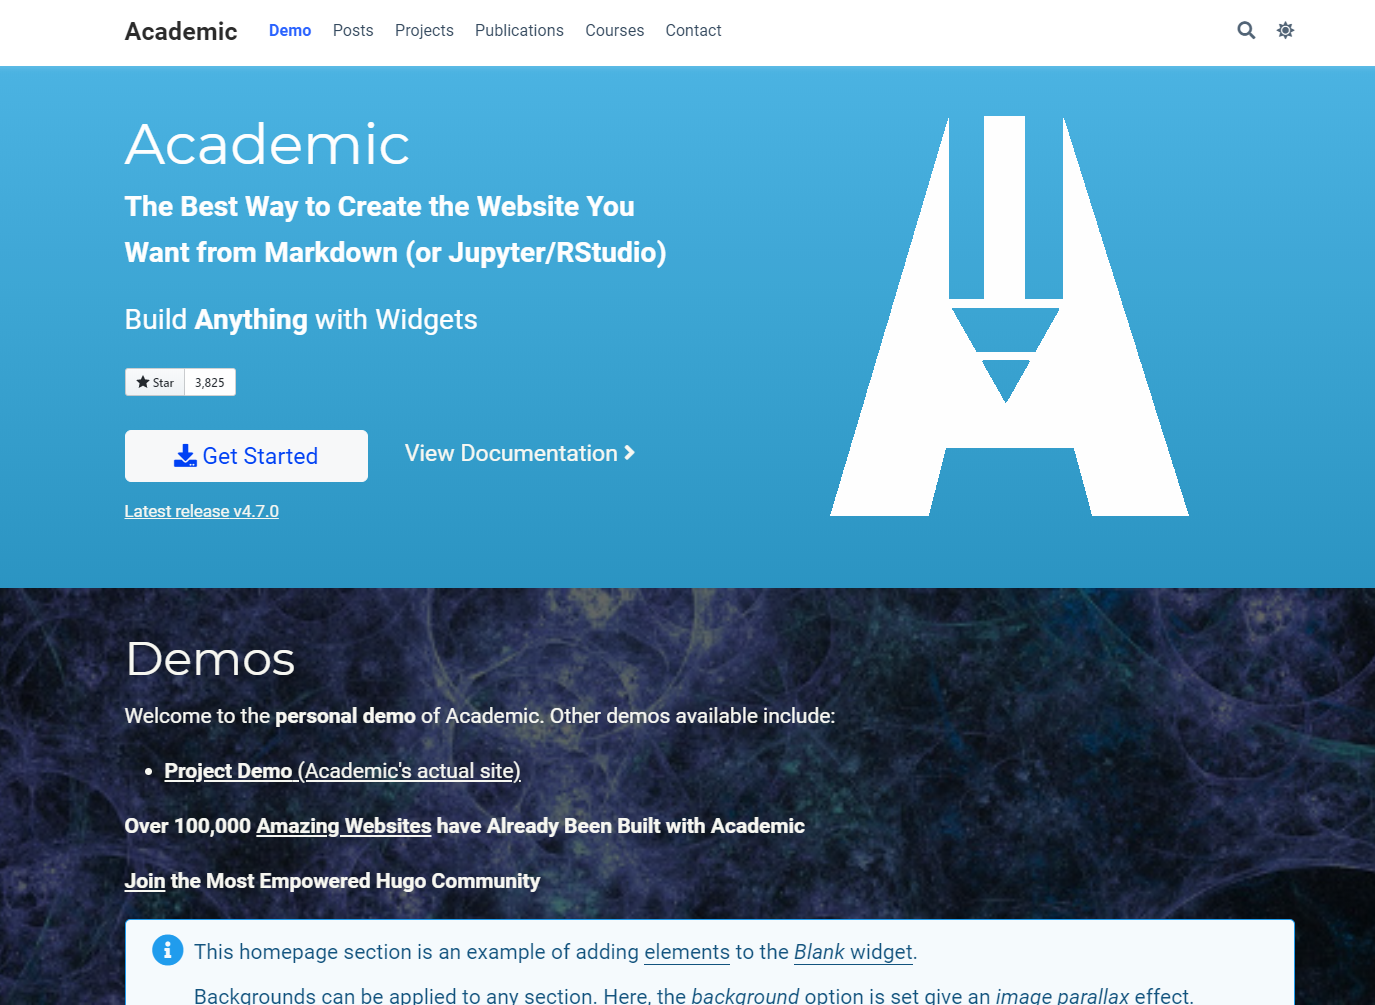 Academic Demo Posts Projects Publications Courses Contact
Academic
The Best Way to Create the Website You
Want from Markdown (or Jupyter/RStudio)
Build Anything with Widgets
Star 3,825
Get Started View Documentation
Latest release v4.7.0
Demos
Welcome to the personal demo of Academic. Other demos available include:
• Project Demo (Academic's actual site)
Over 100,000 Amazing Websites have Already Been Built with Academic
Join the Most Empowered Hugo Community
This homepage section is an example of adding elements to the Blank widget.
Backgrounds can be applied to any section. Here, the background option is set give an image parallax effect.